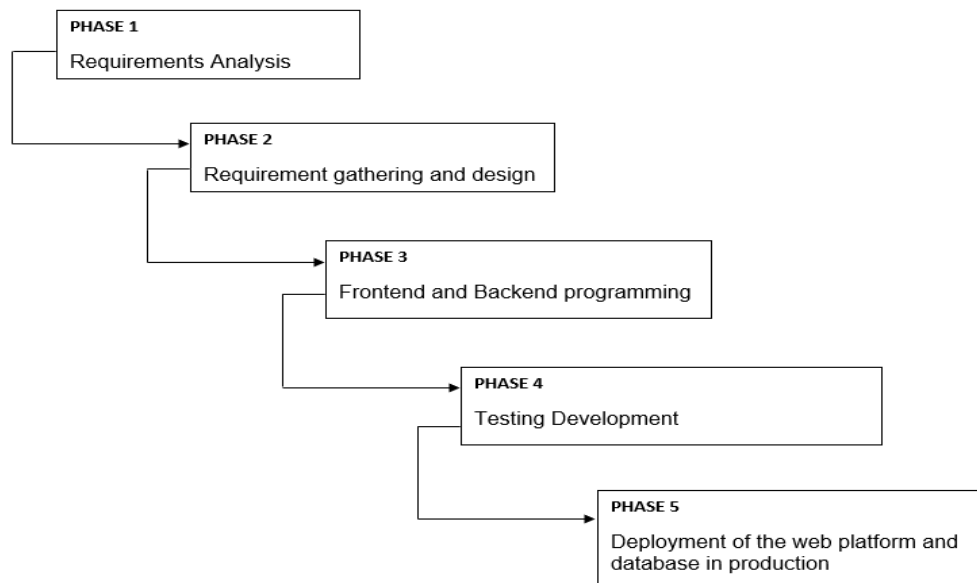 PHASE 1
Requirements Analysis
PHASE 2
Requirement gathering and design
PHASE 3
Frontend and Backend programming
PHASE 4
Testing Development
PHASE 5
Deployment of the web platform and
database in production